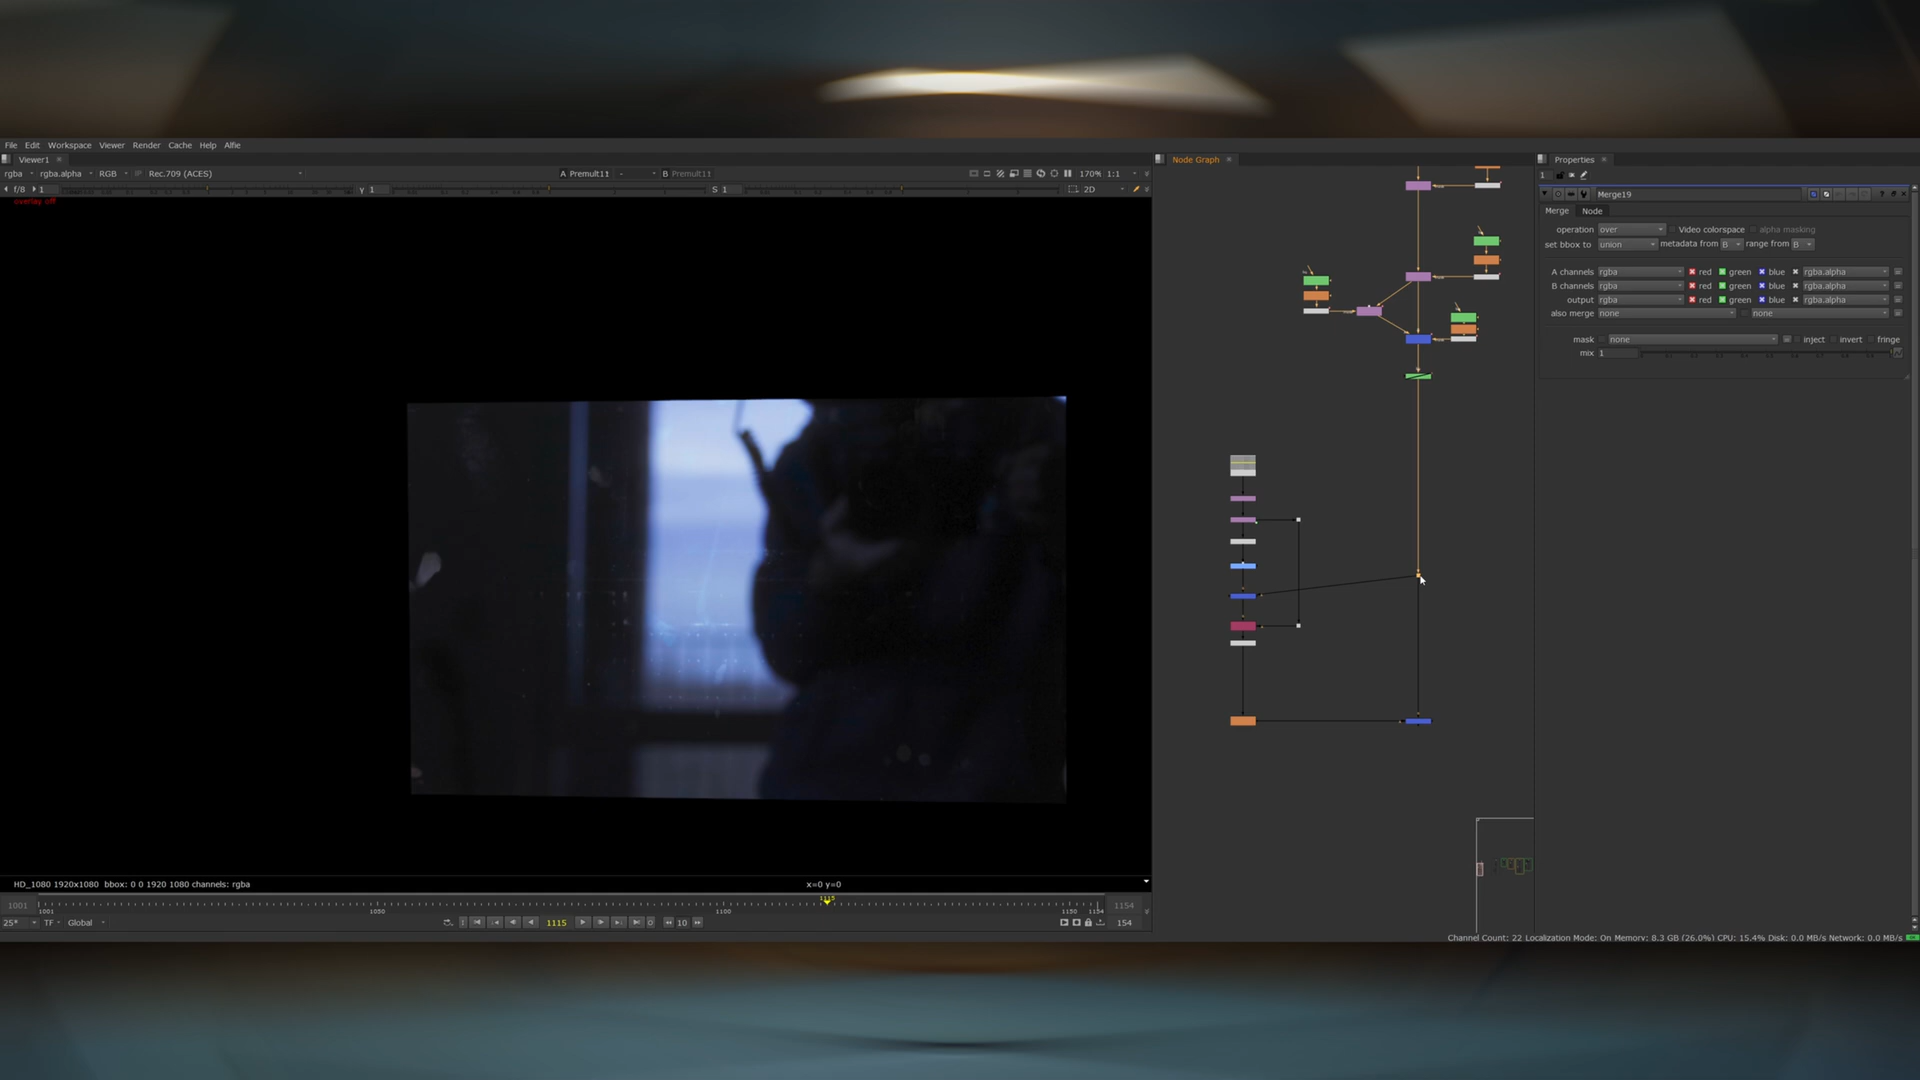 File Edit Workspace Viewer Render Cache Help Alfie
Viewer1
Node Graph
Properties
rgba rgba.alpha RGB Rec.709 (ACES) A Premult11 - B Premult11 170% 1:1
1
f/8 1 γ 1 S 1 2D
overlay off
Merge19
Merge Node
operation over Video colorspace alpha masking
set bbox to union metadata from B range from B
A channels rgba red green blue rgba.alpha
B channels rgba red green blue rgba.alpha
output rgba red green blue rgba.alpha
also merge none none
mask none inject invert fringe
mix 1
HD_1080 1920x1080 bbox: 0 0 1920 1080 channels: rgba x=0 y=0
1001 1001 1050 1100 1115 1150 1154 1154
25* TF Global 1115 10 154
Channel Count: 22 Localization Mode: On Memory: 8.3 GB (26.0%) CPU: 15.4% Disk: 0.0 MB/s Network: 0.0 MB/s